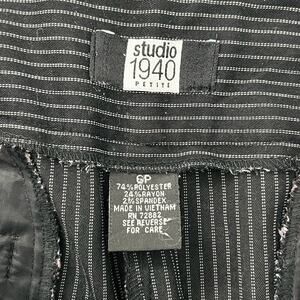 studio
1940
PETITE
6P
74% POLYESTER
24% RAYON
2% SPANDEX
MADE IN VIETNAM
RN 72882
SEE REVERSE
FOR CARE